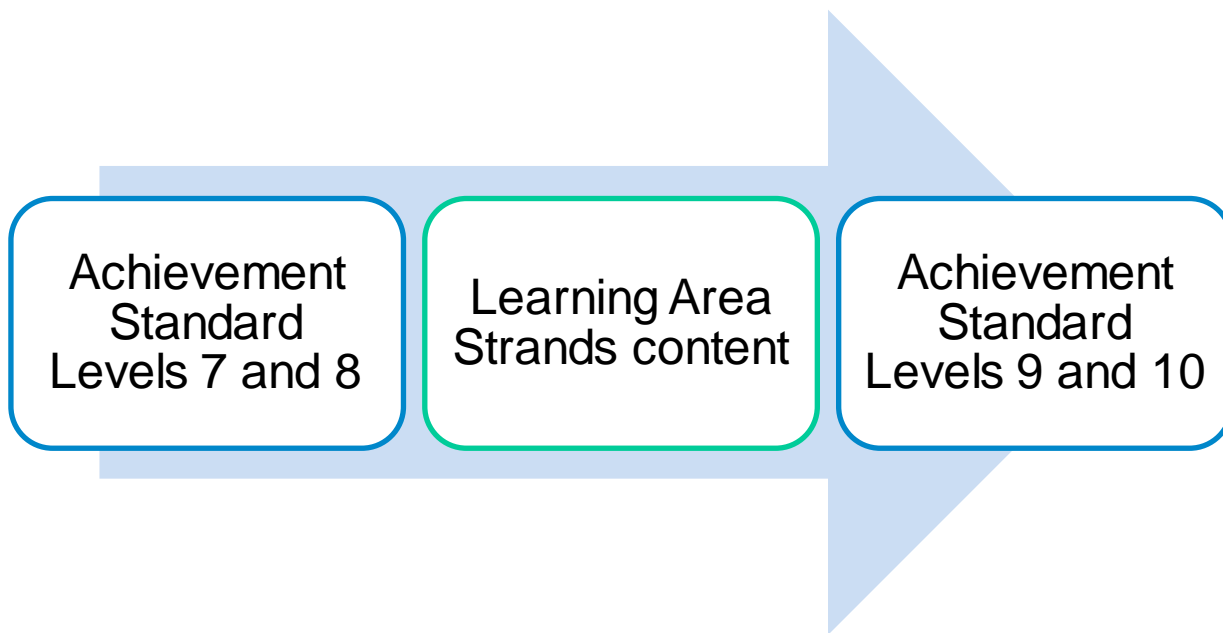 Achievement
Standard
Levels 7 and 8
Learning Area
Strands content
Achievement
Standard
Levels 9 and 10